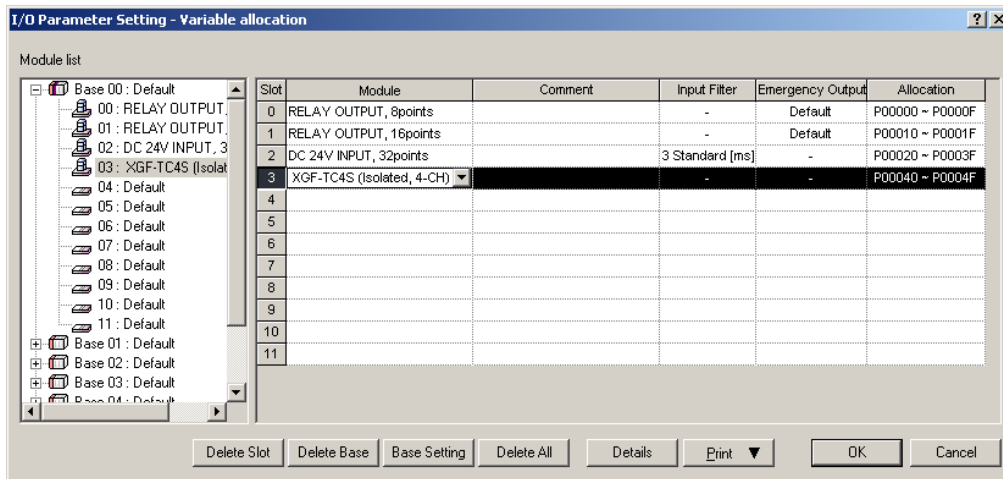 I/O Parameter Setting - Variable allocation
Module list
Base 00 : Default
00 : RELAY OUTPUT,
01 : RELAY OUTPUT,
02 : DC 24V INPUT, 3
03 : XGF-TC4S (Isolat
04 : Default
05 : Default
06 : Default
07 : Default
08 : Default
09 : Default
10 : Default
11 : Default
Base 01 : Default
Base 02 : Default
Base 03 : Default
Base 04 : Default
Slot Module Comment Input Filter Emergency Output Allocation
0 RELAY OUTPUT, 8points - Default P00000 ~ P0000F
1 RELAY OUTPUT, 16points - Default P00010 ~ P0001F
2 DC 24V INPUT, 32points 3 Standard [ms] - P00020 ~ P0003F
3 XGF-TC4S (Isolated, 4-CH) - - P00040 ~ P0004F
4
5
6
7
8
9
10
11
Delete Slot Delete Base Base Setting Delete All Details Print OK Cancel